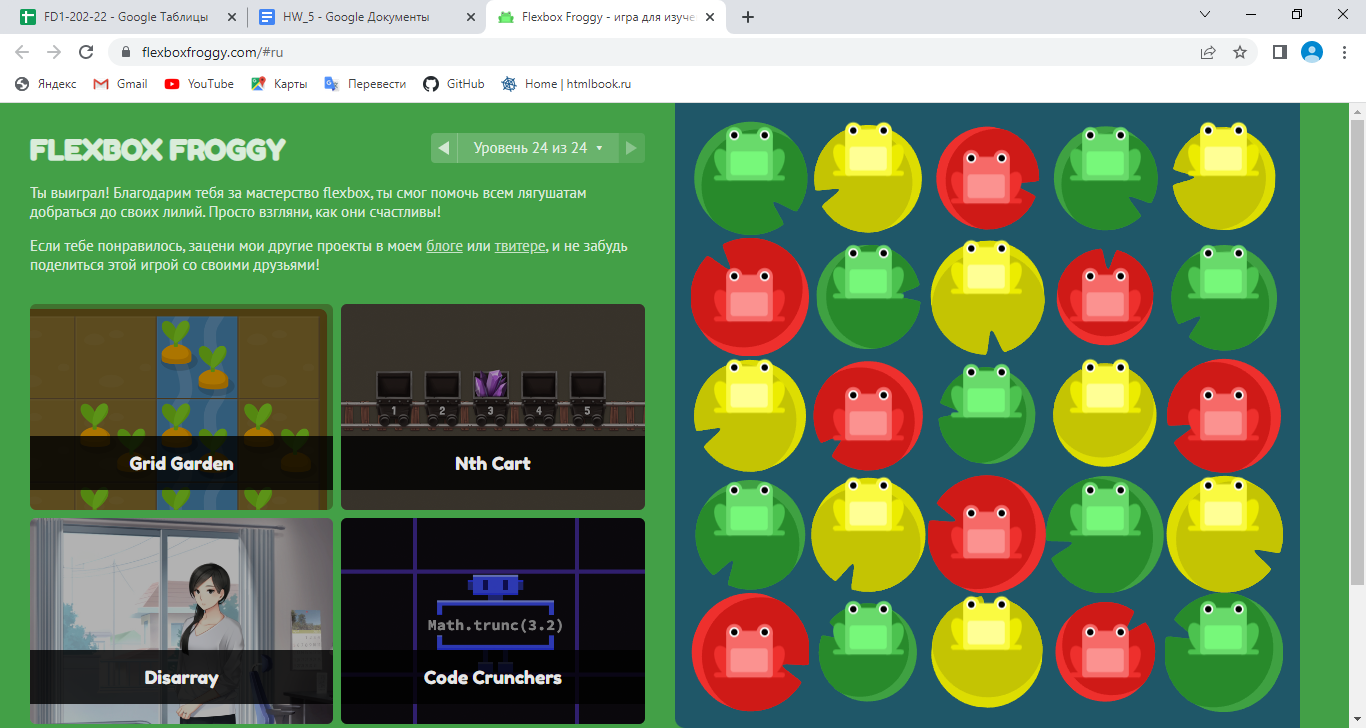 FD1-202-22 - Google Таблицы
HW_5 - Google Документы
Flexbox Froggy - игра для изуче
flexboxfroggy.com/#ru
Яндекс
Gmail
YouTube
Карты
Перевести
GitHub
Home | htmlbook.ru
FLEXBOX FROGGY
Уровень 24 из 24
Ты выиграл! Благодарим тебя за мастерство flexbox, ты смог помочь всем лягушатам
добраться до своих лилий. Просто взгляни, как они счастливы!
Если тебе понравилось, зацени мои другие проекты в моем блоге или твитере, и не забудь
поделиться этой игрой со своими друзьями!
Grid Garden
1 2 3 4 5
Nth Cart
Disarray
Math.trunc(3.2)
Code Crunchers